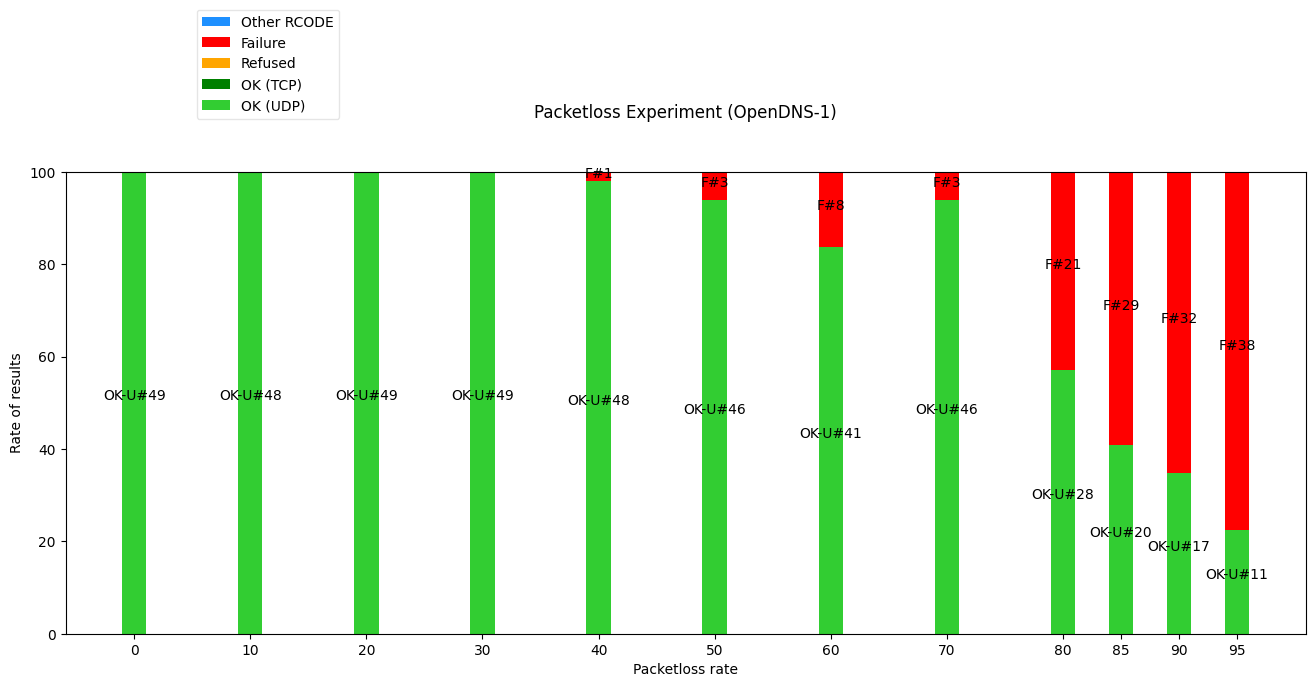 Other RCODE
Failure
Refused
OK (TCP)
OK (UDP)
Packetloss Experiment (OpenDNS-1)
Rate of results
100
80
60
40
20
0
F#1
F#3
F#8
F#3
F#21
F#29
F#32
F#38
OK-U#49
OK-U#48
OK-U#49
OK-U#49
OK-U#48
OK-U#46
OK-U#41
OK-U#46
OK-U#28
OK-U#20
OK-U#17
OK-U#11
0 10 20 30 40 50 60 70 80 85 90 95
Packetloss rate